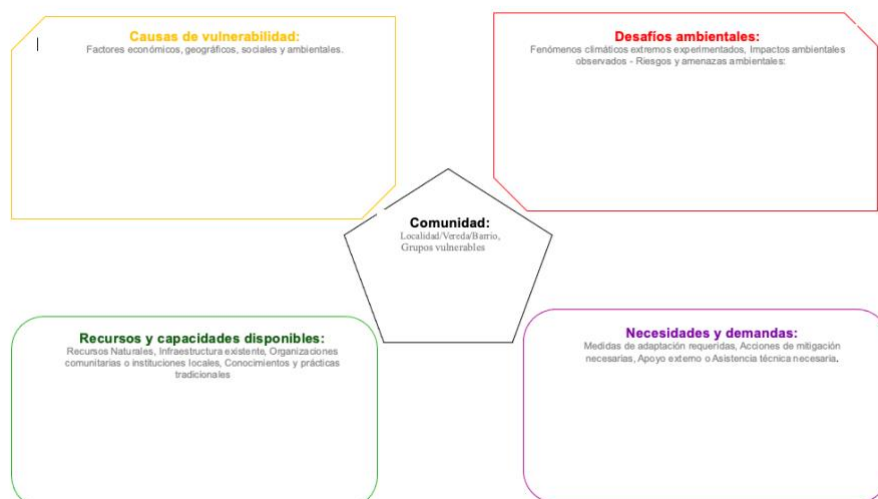 Causas de vulnerabilidad:
Factores económicos, geográficos, sociales y ambientales.
Desafíos ambientales:
Fenómenos climáticos extremos experimentados, Impactos ambientales
observados - Riesgos y amenazas ambientales:
Comunidad:
Localidad/Vereda/Barrio,
Grupos vulnerables
Recursos y capacidades disponibles:
Recursos Naturales, Infraestructura existente, Organizaciones
comunitarias o instituciones locales, Conocimientos y prácticas
tradicionales
Necesidades y demandas:
Medidas de adaptación requeridas, Acciones de mitigación
necesarias, Apoyo externo o Asistencia técnica necesaria.